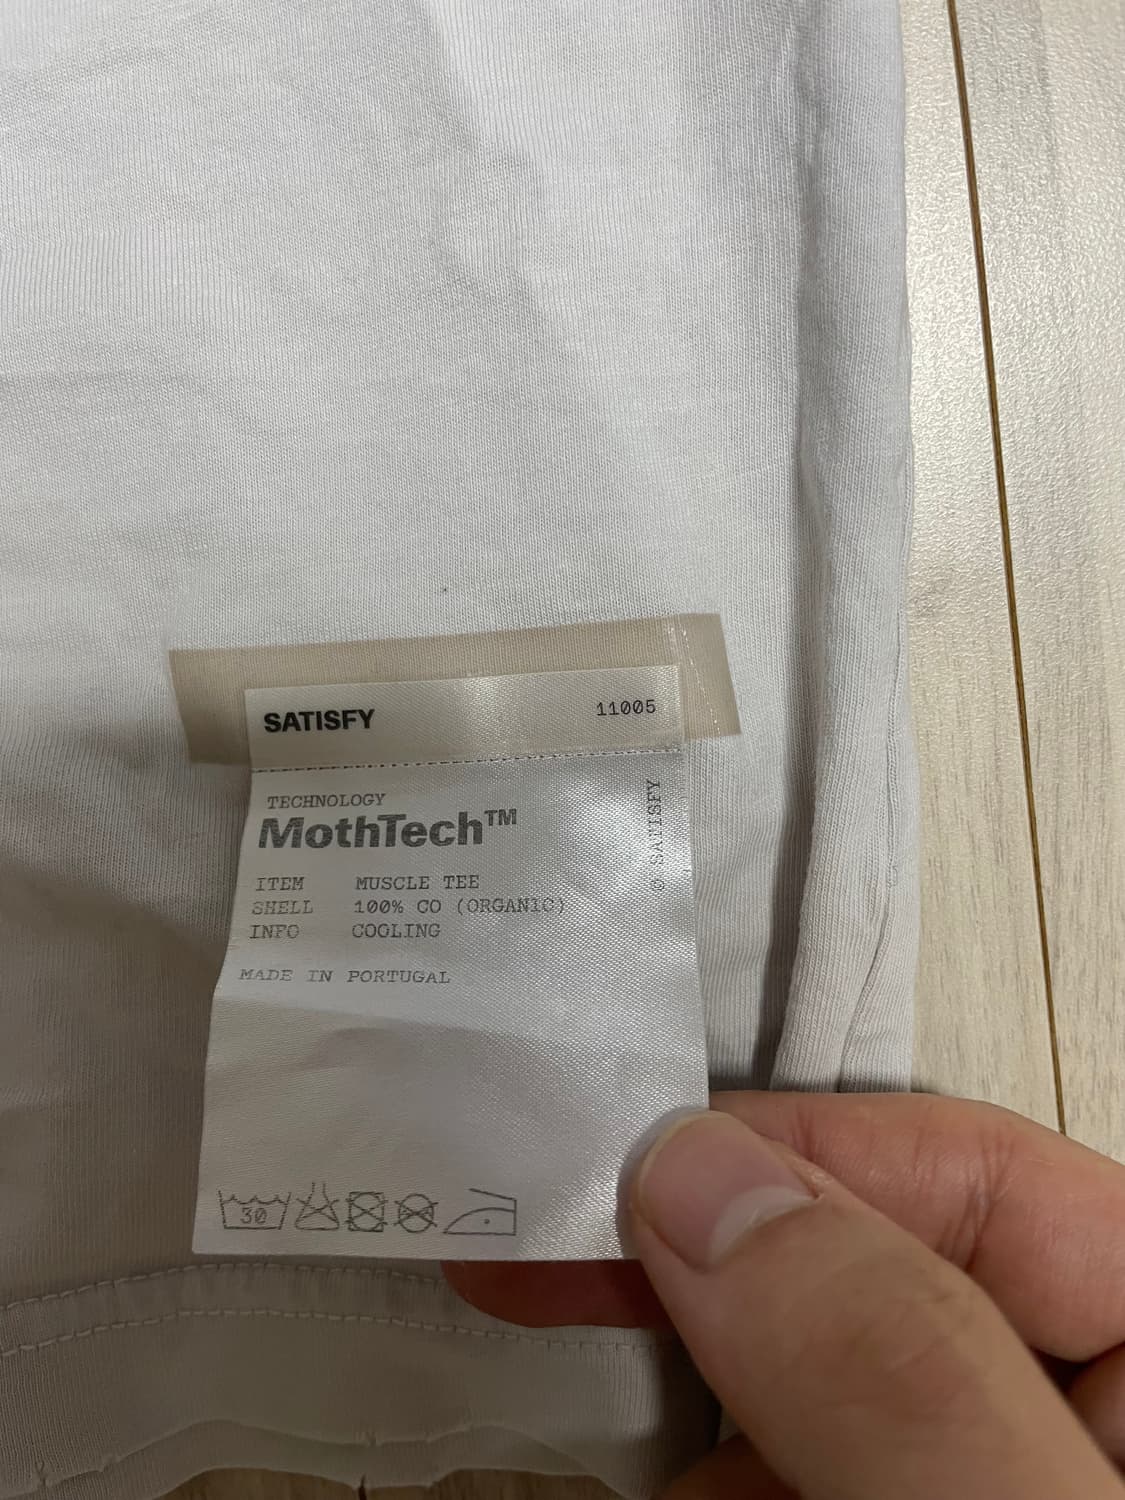 SATISFY 11005
TECHNOLOGY
MothTech™
ITEM MUSCLE TEE
SHELL 100% CO (ORGANIC)
INFO COOLING
MADE IN PORTUGAL
© SATISFY
30